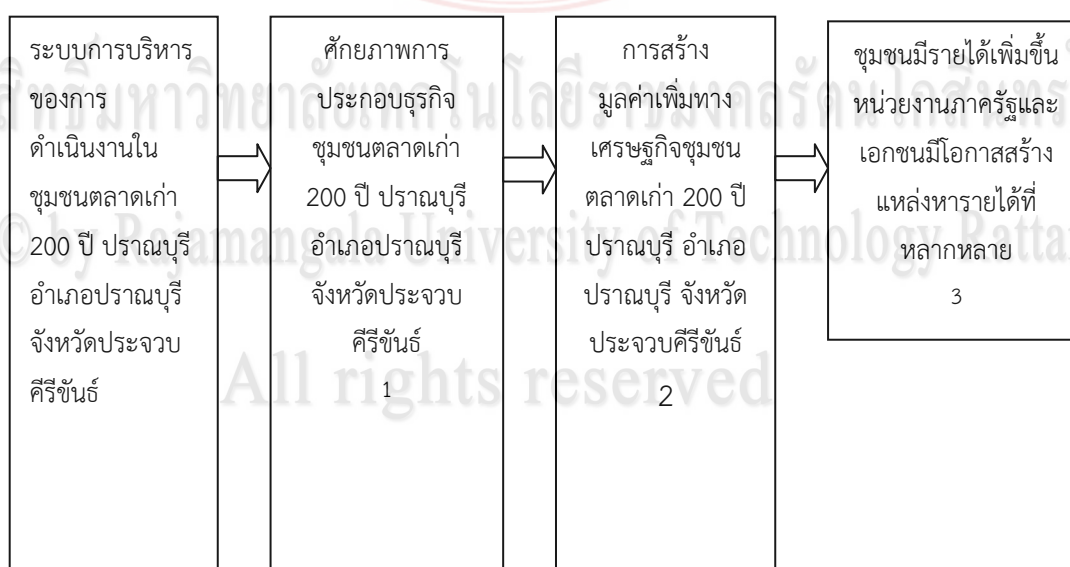 ระบบการบริหาร
ของการ
ดำเนินงานใน
ชุมชนตลาดเก่า
200 ปี ปราณบุรี
อำเภอปราณบุรี
จังหวัดประจวบ
คีรีขันธ์
ศักยภาพการ
ประกอบธุรกิจ
ชุมชนตลาดเก่า
200 ปี ปราณบุรี
อำเภอปราณบุรี
จังหวัดประจวบ
คีรีขันธ์
1
การสร้าง
มูลค่าเพิ่มทาง
เศรษฐกิจชุมชน
ตลาดเก่า 200 ปี
ปราณบุรี อำเภอ
ปราณบุรี จังหวัด
ประจวบคีรีขันธ์
2
ชุมชนมีรายได้เพิ่มขึ้น
หน่วยงานภาครัฐและ
เอกชนมีโอกาสสร้าง
แหล่งหารายได้ที่
หลากหลาย
3
© by Rajamangala University of Technology Rattan
All rights reserved